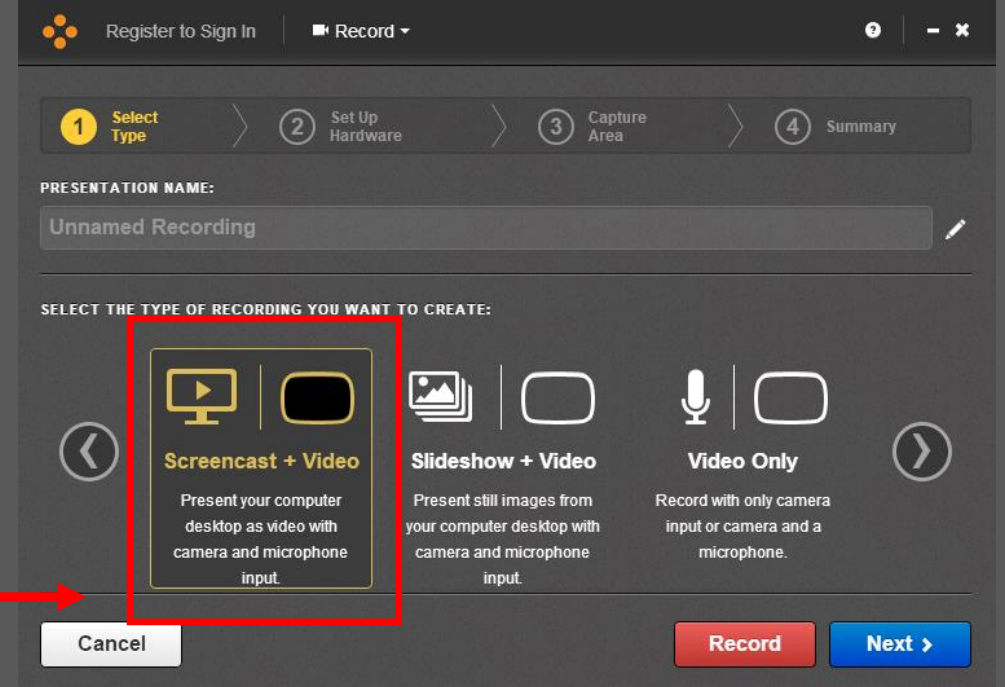 Register to Sign In Record
1 Select Type 2 Set Up Hardware 3 Capture Area 4 Summary
PRESENTATION NAME:
Unnamed Recording
SELECT THE TYPE OF RECORDING YOU WANT TO CREATE:
Screencast + Video
Present your computer
desktop as video with
camera and microphone
input.
Slideshow + Video
Present still images from
your computer desktop with
camera and microphone
input.
Video Only
Record with only camera
input or camera and a
microphone.
Cancel Record Next